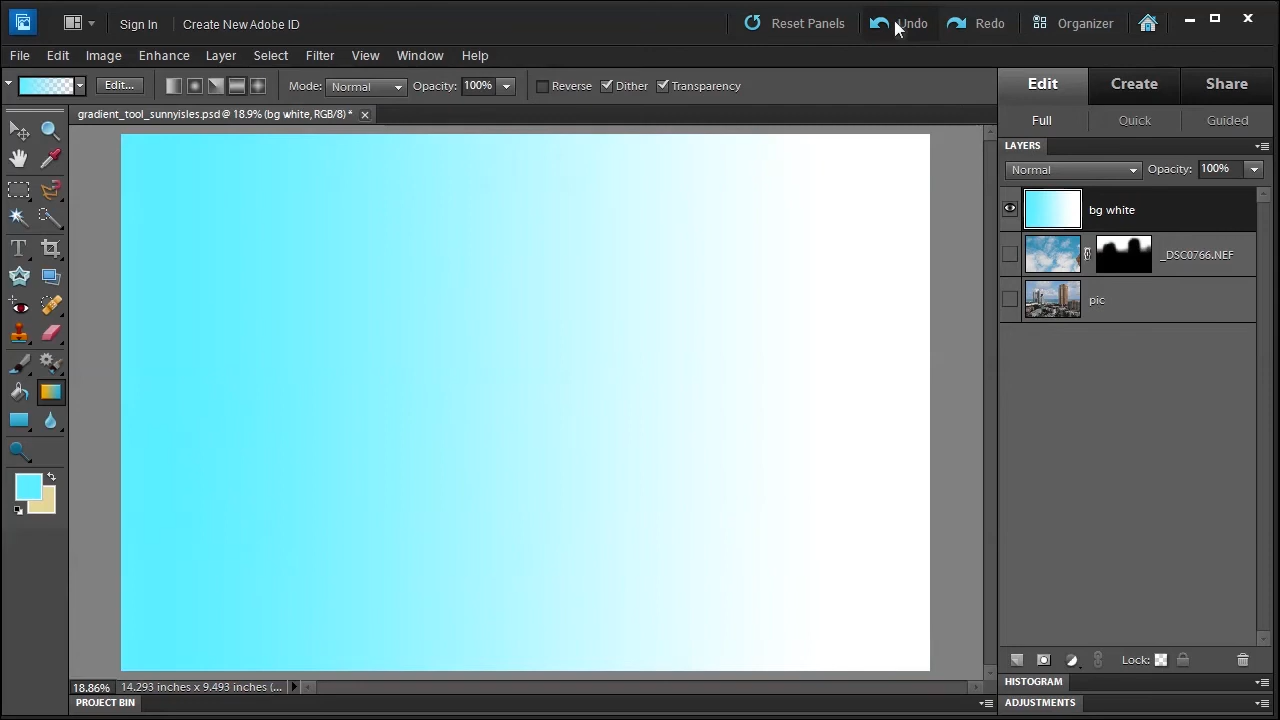 Sign In
Create New Adobe ID
Reset Panels
Undo
Redo
Organizer
File Edit Image Enhance Layer Select Filter View Window Help
Edit... Mode: Normal Opacity: 100% Reverse Dither Transparency
Edit Create Share
gradient_tool_sunnyisles.psd @ 18.9% (bg white, RGB/8) *
Full Quick Guided
LAYERS
Normal Opacity: 100%
bg white
_DSC0766.NEF
pic
T
Lock:
18.86% 14.293 inches x 9.493 inches (...
HISTOGRAM
PROJECT BIN
ADJUSTMENTS